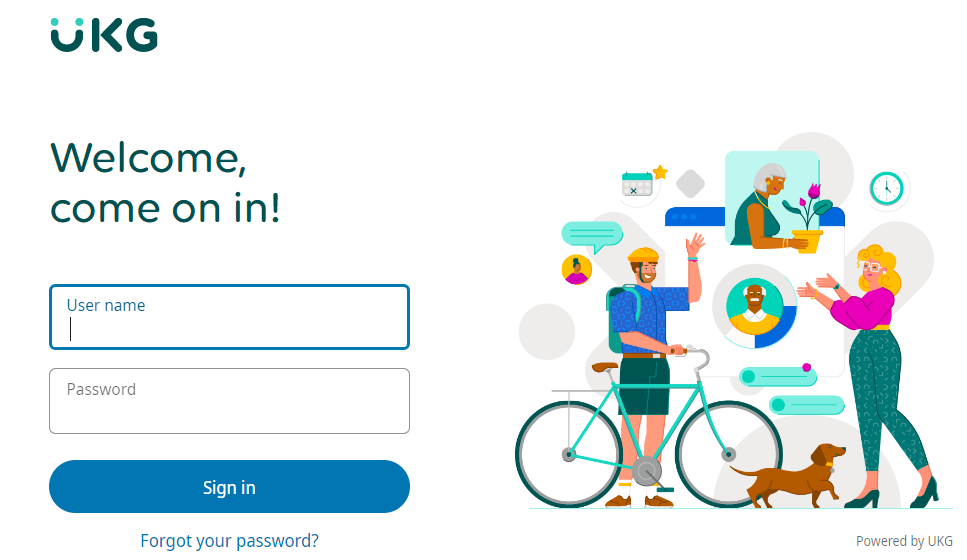 UKG
Welcome,
come on in!
User name
Password
Sign in
Forgot your password?
Powered by UKG